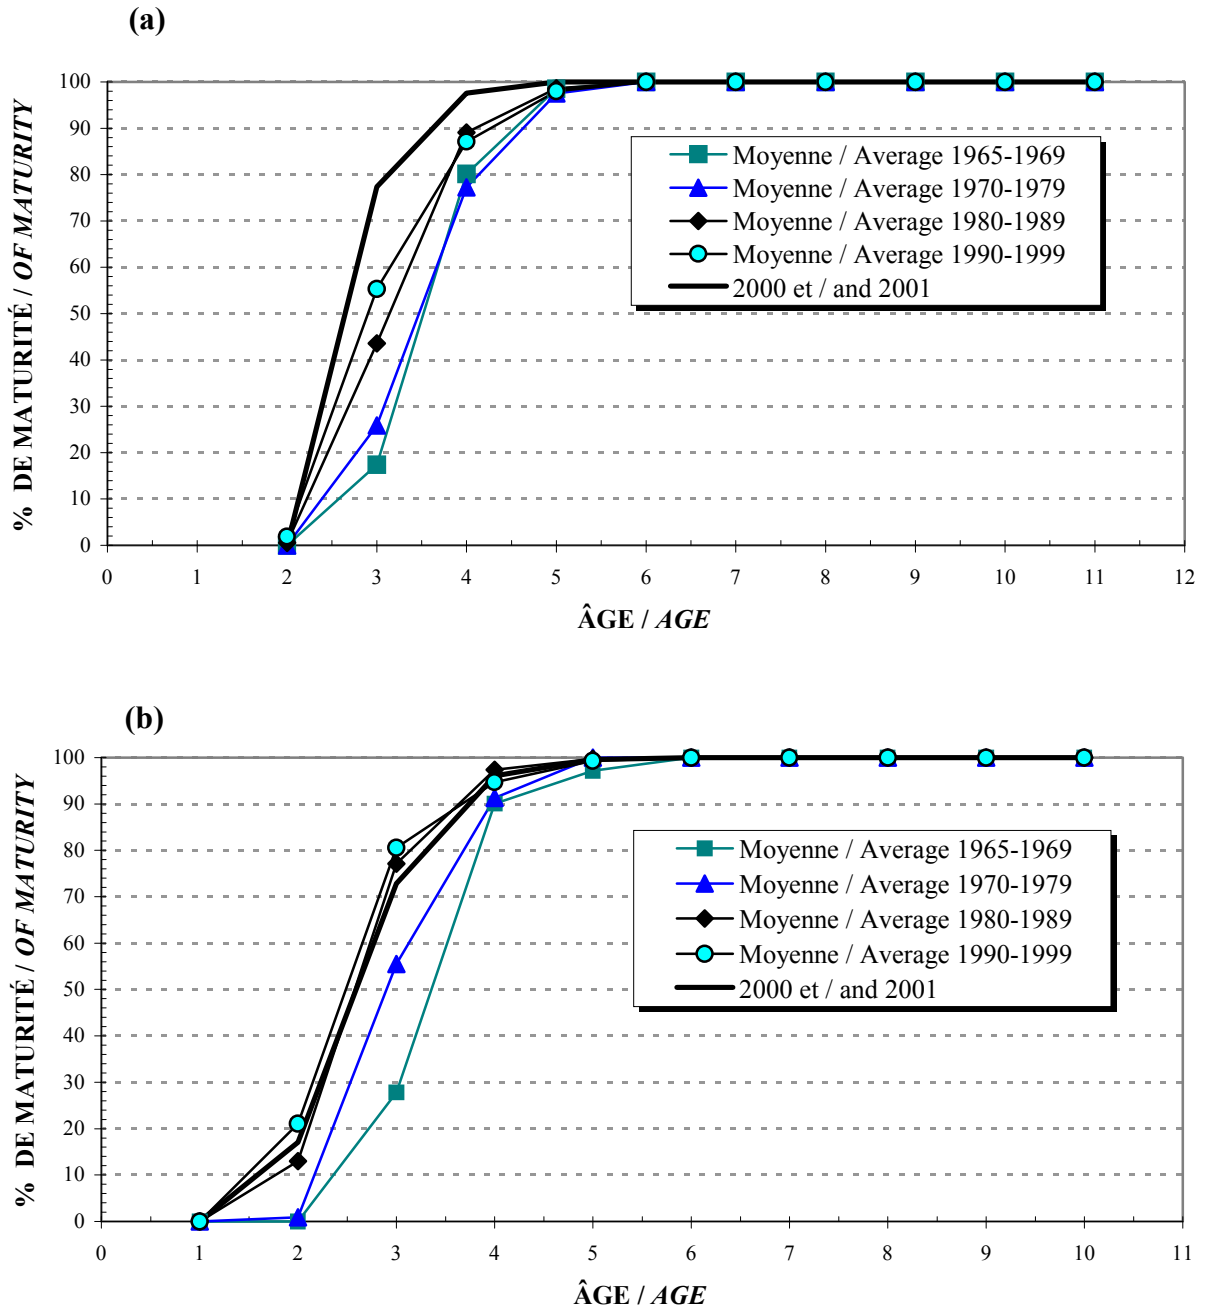 (a)
% DE MATURITÉ / OF MATURITY
100
90
80
70
60
50
40
30
20
10
0
0 1 2 3 4 5 6 7 8 9 10 11 12
ÂGE / AGE
Moyenne / Average 1965-1969
Moyenne / Average 1970-1979
Moyenne / Average 1980-1989
Moyenne / Average 1990-1999
2000 et / and 2001
(b)
% DE MATURITÉ / OF MATURITY
100
90
80
70
60
50
40
30
20
10
0
0 1 2 3 4 5 6 7 8 9 10 11
ÂGE / AGE
Moyenne / Average 1965-1969
Moyenne / Average 1970-1979
Moyenne / Average 1980-1989
Moyenne / Average 1990-1999
2000 et / and 2001